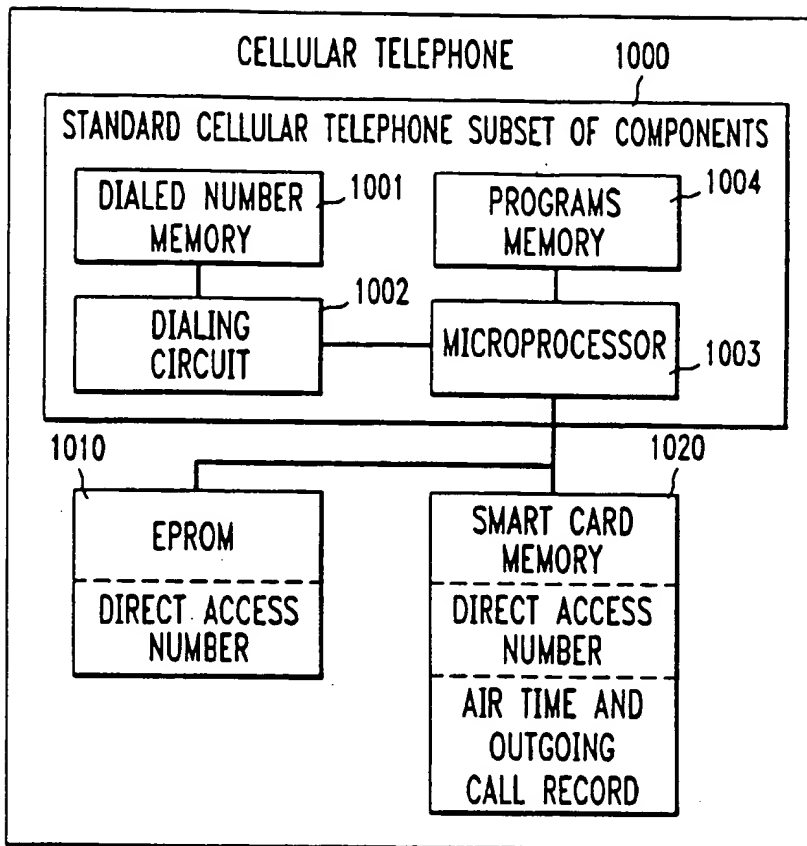 CELLULAR TELEPHONE
1000
STANDARD CELLULAR TELEPHONE SUBSET OF COMPONENTS
DIALED NUMBER
MEMORY
1001
PROGRAMS
MEMORY
1004
DIALING
CIRCUIT
1002
MICROPROCESSOR
1003
1010
EPROM
DIRECT ACCESS
NUMBER
1020
SMART CARD
MEMORY
DIRECT ACCESS
NUMBER
AIR TIME AND
OUTGOING
CALL RECORD